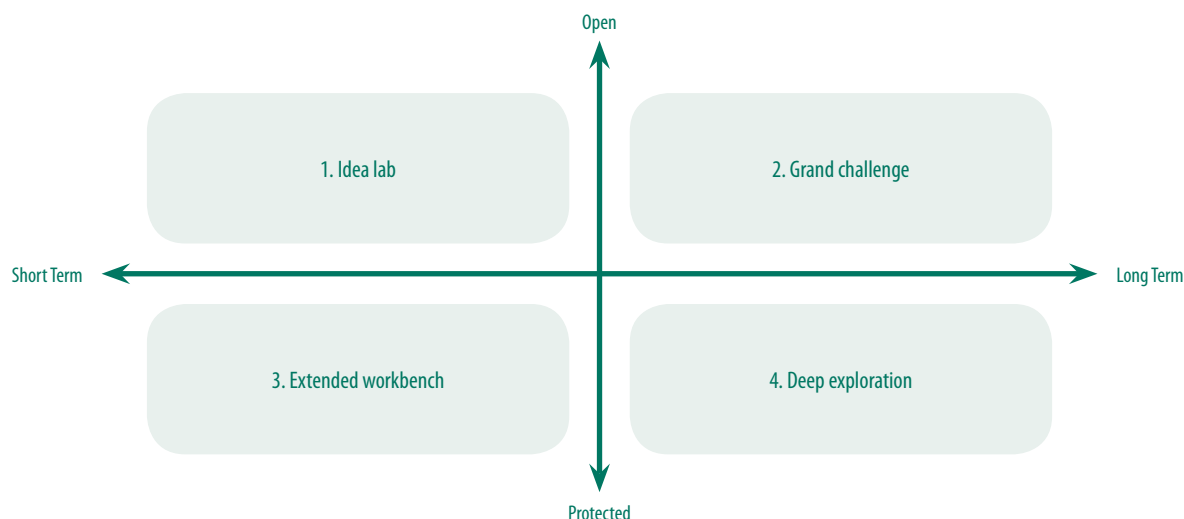 Open
1. Idea lab
2. Grand challenge
Short Term
Long Term
3. Extended workbench
4. Deep exploration
Protected